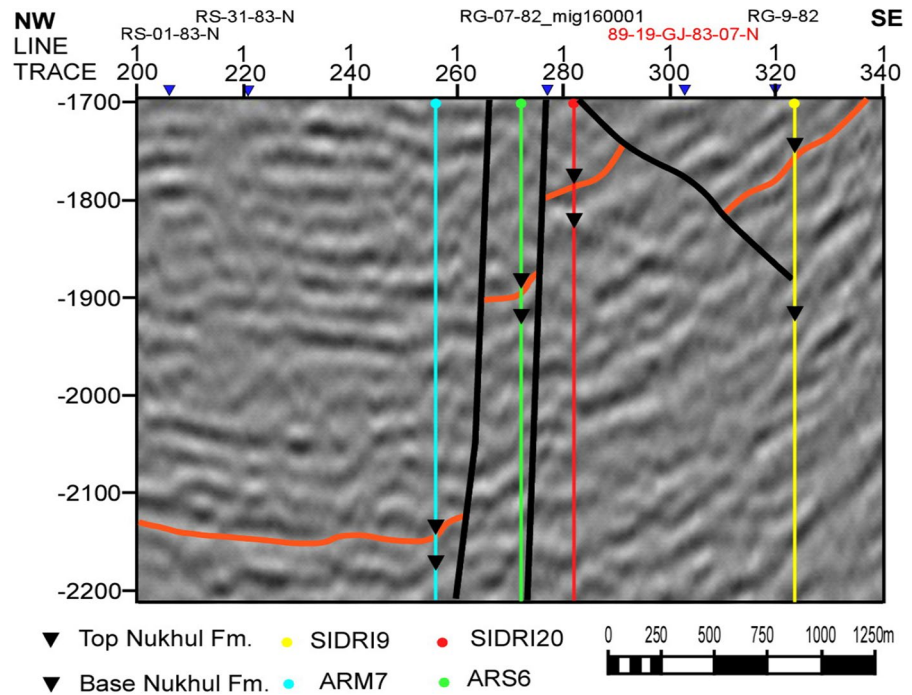 NW RS-31-83-N RG-07-82_mig160001 RG-9-82 SE
RS-01-83-N 89-19-GJ-83-07-N
LINE 1 1 1 1 1 1 1 1
TRACE 200 220 240 260 280 300 320 340
-1700
-1800
-1900
-2000
-2100
-2200
Top Nukhul Fm. SIDRI9 SIDRI20
Base Nukhul Fm. ARM7 ARS6
0 250 500 750 1000 1250m